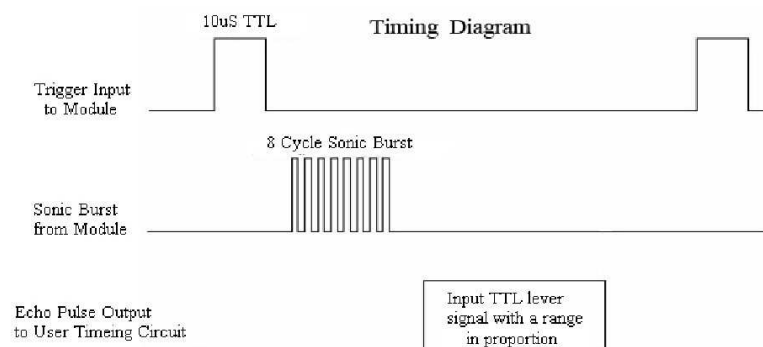 10uS TTL
Timing Diagram
Trigger Input
to Module
8 Cycle Sonic Burst
Sonic Burst
from Module
Echo Pulse Output
to User Timeing Circuit
Input TTL lever
signal with a range
in proportion